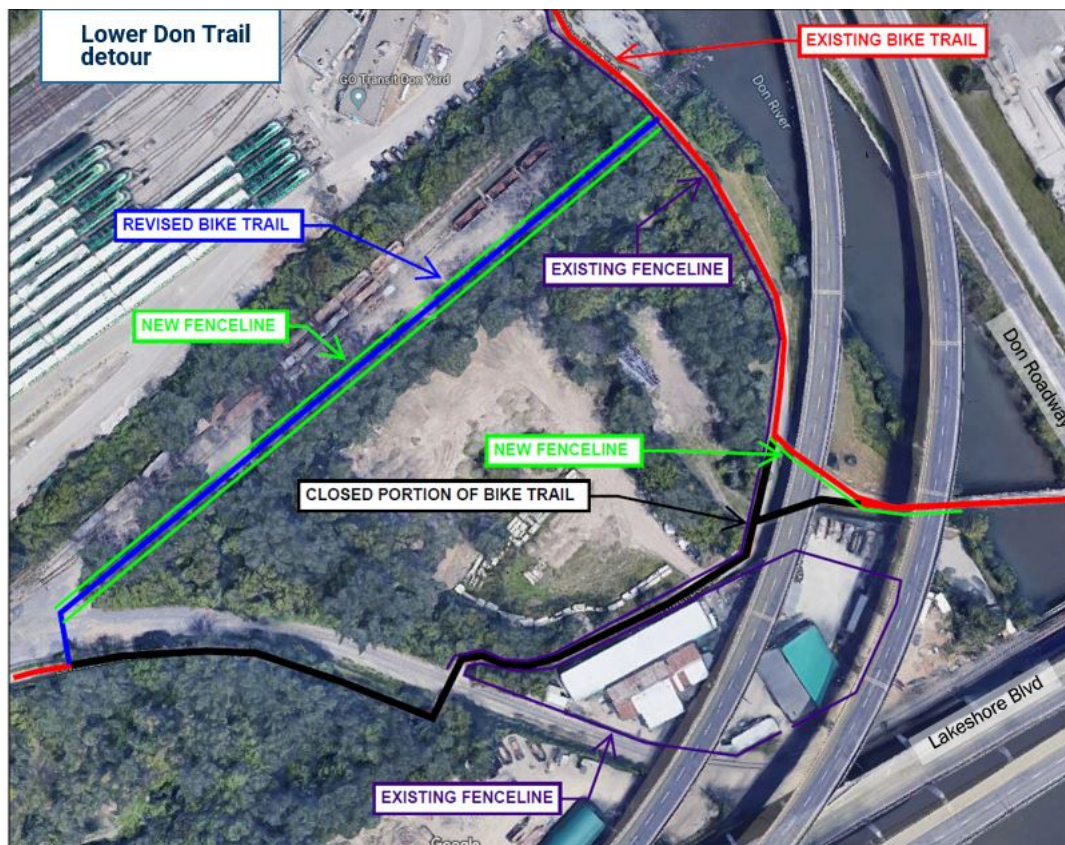 Lower Don Trail
detour
GO Transit Don Yard
EXISTING BIKE TRAIL
Don River
REVISED BIKE TRAIL
EXISTING FENCELINE
NEW FENCELINE
Don Roadway
NEW FENCELINE
CLOSED PORTION OF BIKE TRAIL
Lakeshore Blvd
EXISTING FENCELINE
Google